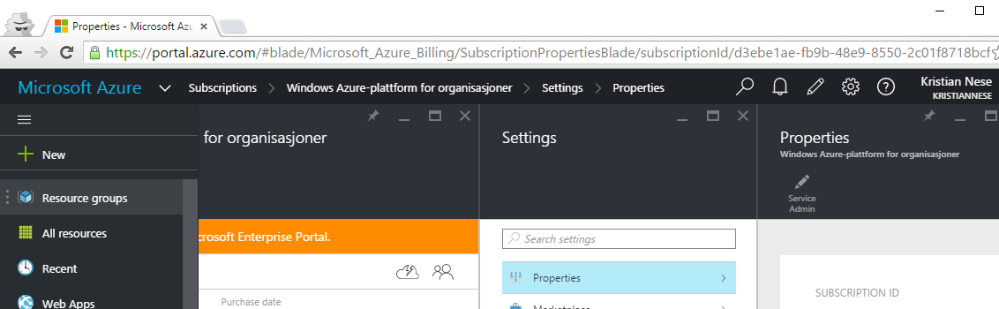 Properties - Microsoft Azu
https://portal.azure.com/#blade/Microsoft_Azure_Billing/SubscriptionPropertiesBlade/subscriptionId/d3ebe1ae-fb9b-48e9-8550-2c01f8718bcf
Microsoft Azure Subscriptions Windows Azure-plattform for organisasjoner Settings Properties Kristian Nese
KRISTIANNESE
for organisasjoner
Settings
Properties
Windows Azure-plattform for organisasjoner
New
Service
Admin
Resource groups
All resources
Recent
Web Apps
crosoft Enterprise Portal.
Purchase date
Search settings
Properties
Marketplace
SUBSCRIPTION ID